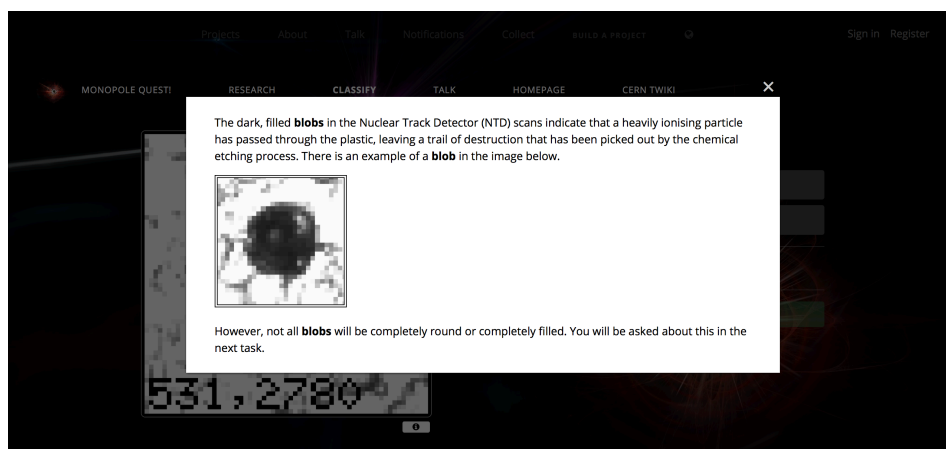 Projects About Talk Notifications Collect BUILD A PROJECT Sign in Register
MONOPOLE QUEST! RESEARCH CLASSIFY TALK HOMEPAGE CERN TWIKI
The dark, filled blobs in the Nuclear Track Detector (NTD) scans indicate that a heavily ionising particle
has passed through the plastic, leaving a trail of destruction that has been picked out by the chemical
etching process. There is an example of a blob in the image below.
However, not all blobs will be completely round or completely filled. You will be asked about this in the
next task.
531,2780